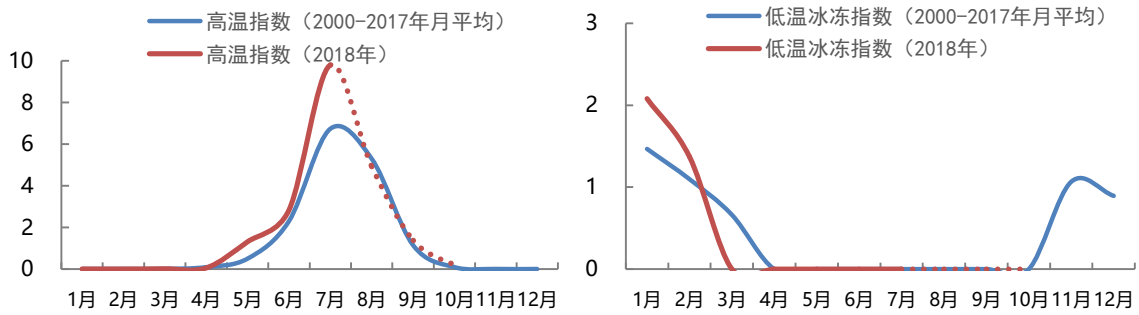 高温指数（2000-2017年月平均）
高温指数（2018年）
10
8
6
4
2
0
1月 2月 3月 4月 5月 6月 7月 8月 9月 10月 11月 12月
低温冰冻指数（2000-2017年月平均）
低温冰冻指数（2018年）
3
2
1
0
1月 2月 3月 4月 5月 6月 7月 8月 9月 10月 11月 12月